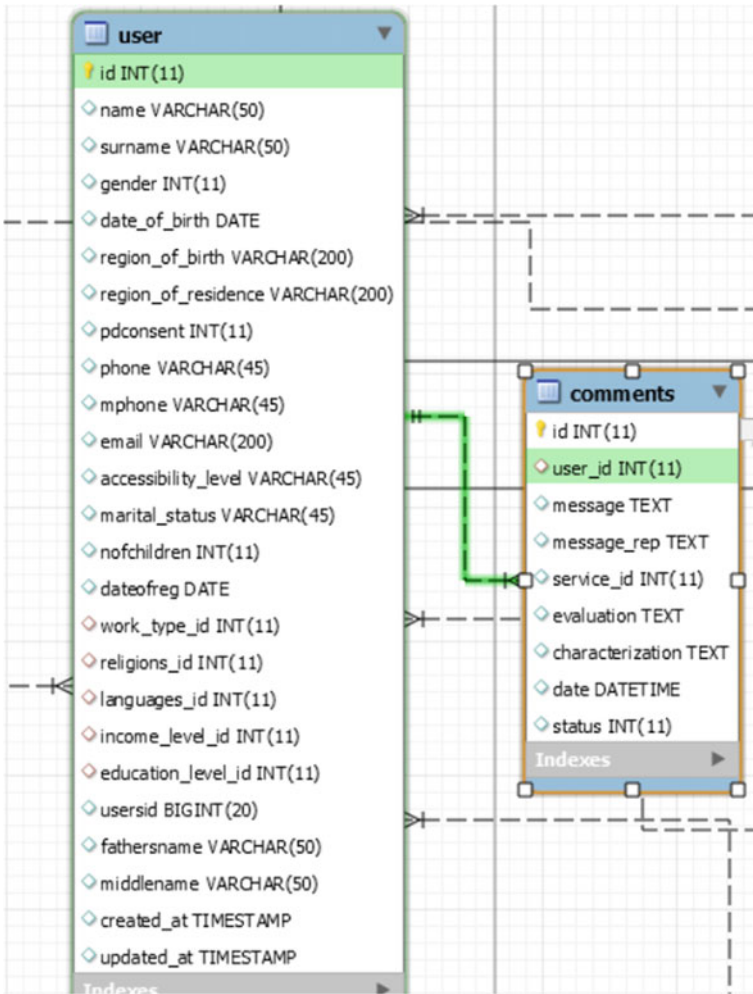 user
id INT(11)
name VARCHAR(50)
surname VARCHAR(50)
gender INT(11)
date_of_birth DATE
region_of_birth VARCHAR(200)
region_of_residence VARCHAR(200)
pdconsent INT(11)
phone VARCHAR(45)
mphone VARCHAR(45)
email VARCHAR(200)
accessibility_level VARCHAR(45)
marital_status VARCHAR(45)
nofchildren INT(11)
dateofreg DATE
work_type_id INT(11)
religions_id INT(11)
languages_id INT(11)
income_level_id INT(11)
education_level_id INT(11)
usersid BIGINT(20)
fathersname VARCHAR(50)
middlename VARCHAR(50)
created_at TIMESTAMP
updated_at TIMESTAMP
Indexes
comments
id INT(11)
user_id INT(11)
message TEXT
message_rep TEXT
service_id INT(11)
evaluation TEXT
characterization TEXT
date DATETIME
status INT(11)
Indexes